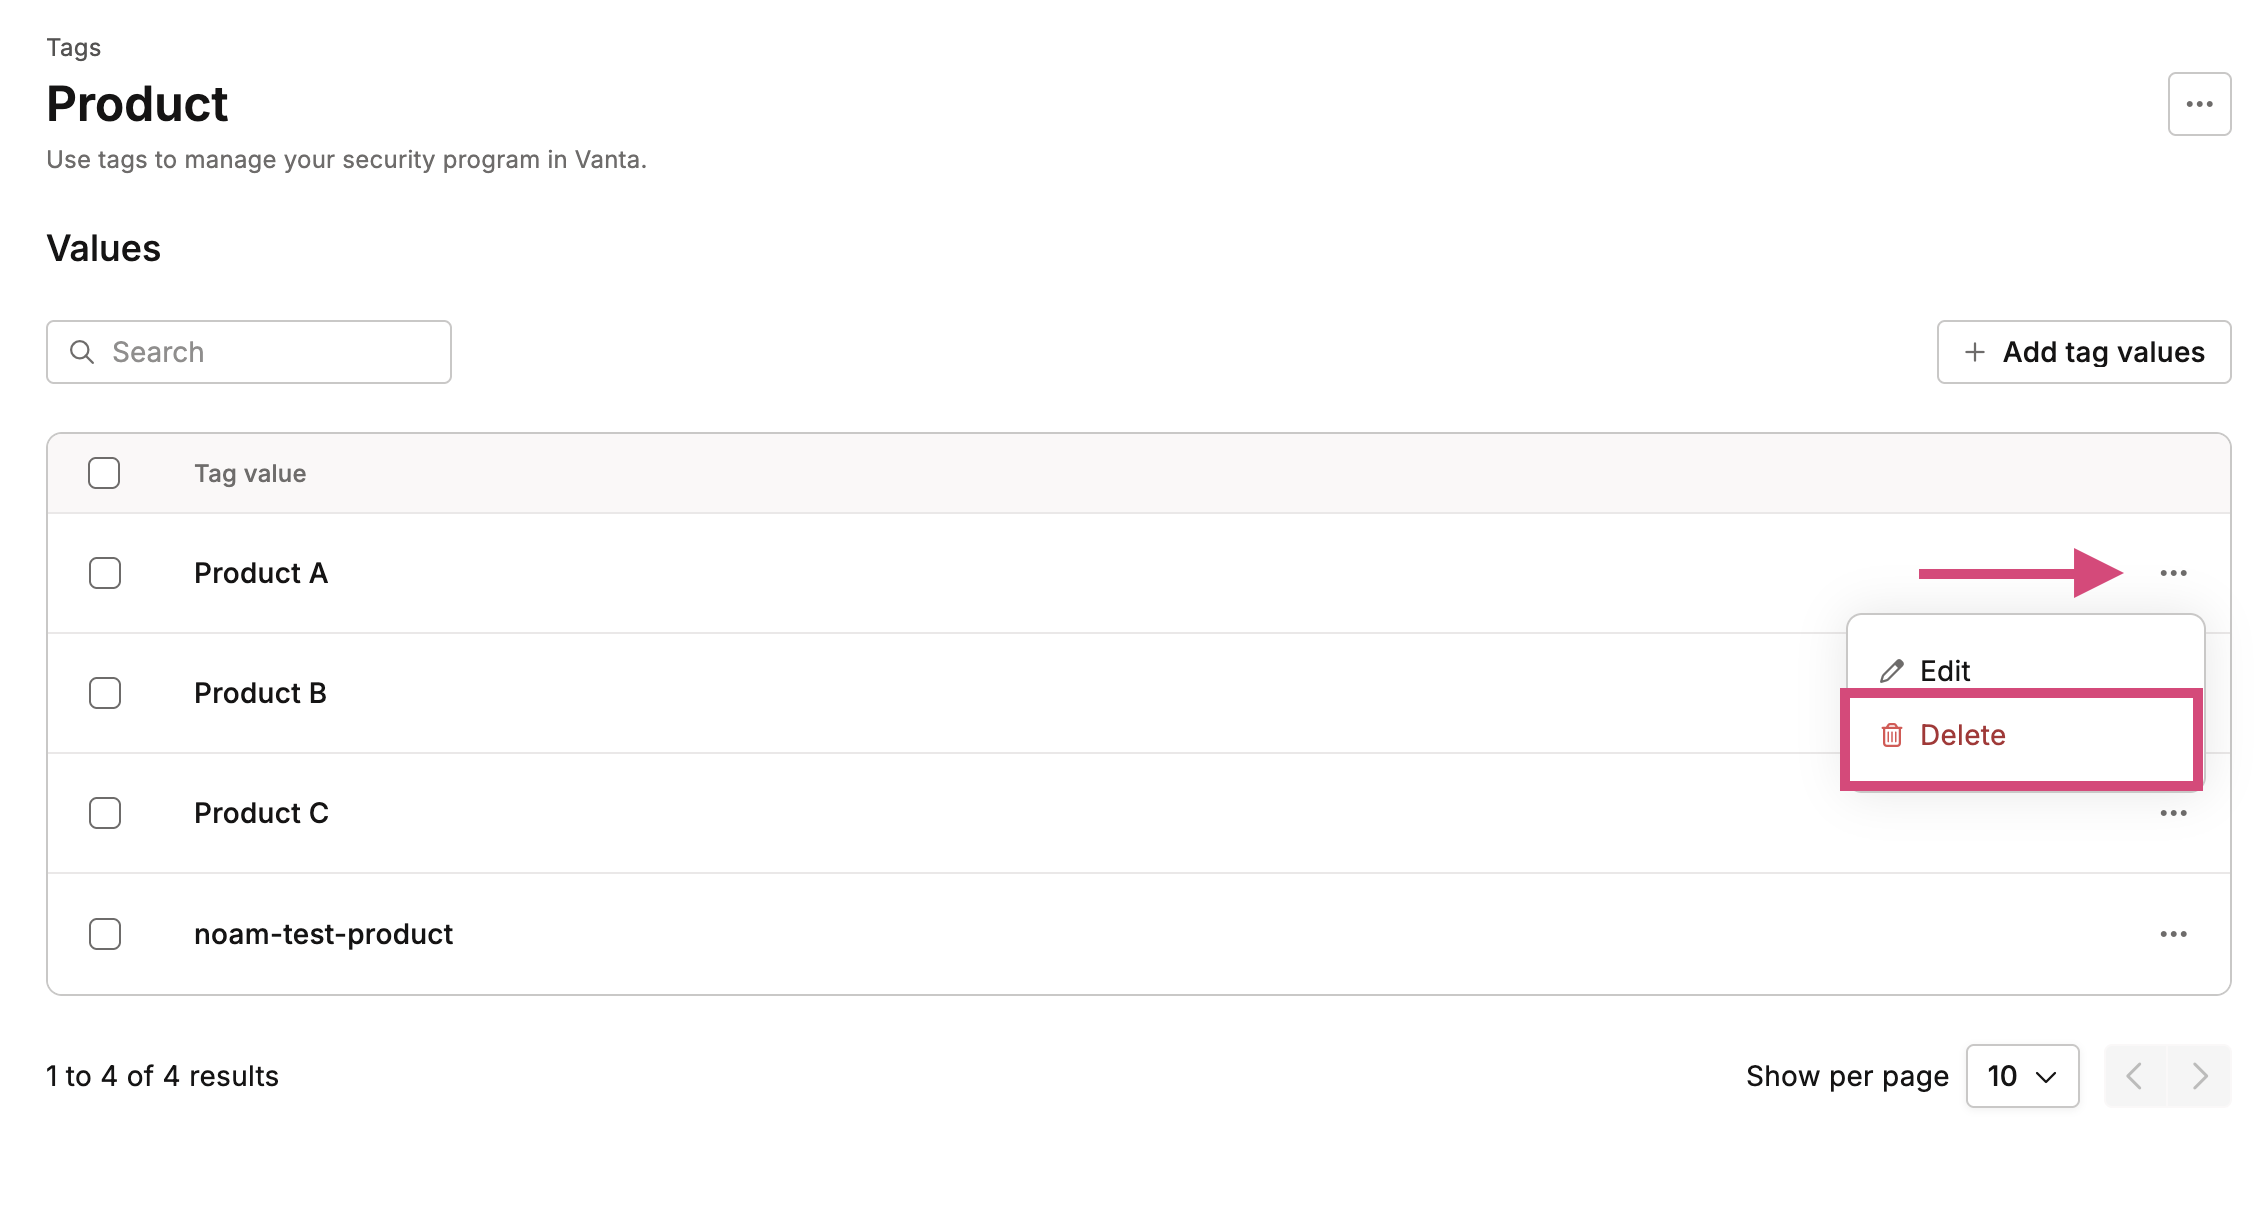 Tags
Product
Use tags to manage your security program in Vanta.
Values
Search
Add tag values
Tag value
Product A
Edit
Product B
Delete
Product C
noam-test-product
1 to 4 of 4 results
Show per page 10